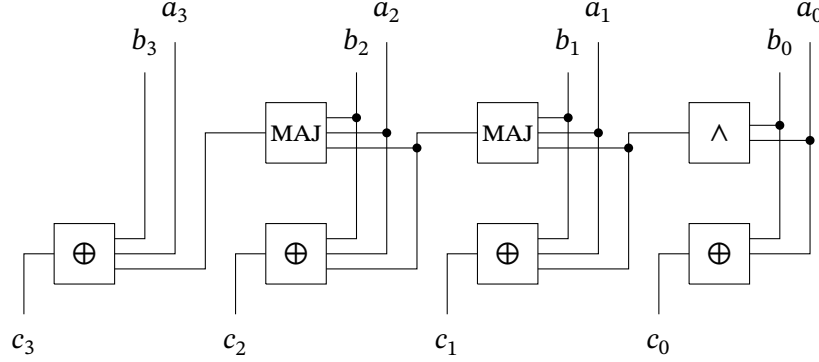 a₃ a₂ a₁ a₀
b₃ b₂ b₁ b₀
MAJ MAJ ∧
⊕ ⊕ ⊕ ⊕
c₃ c₂ c₁ c₀